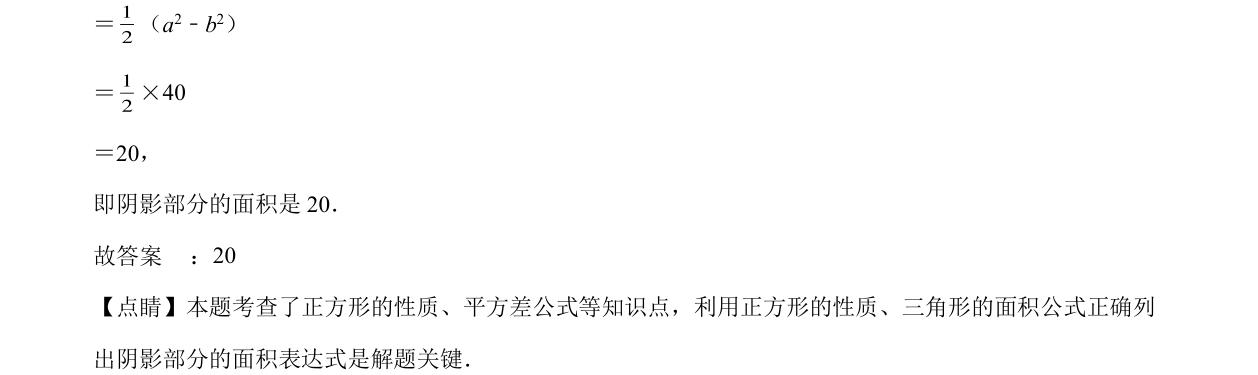 ＝1/2（a²﹣b²）
＝1/2×40
＝20，
即阴影部分的面积是 20．
故答案 ：20
【点睛】本题考查了正方形的性质、平方差公式等知识点，利用正方形的性质、三角形的面积公式正确列
出阴影部分的面积表达式是解题关键．